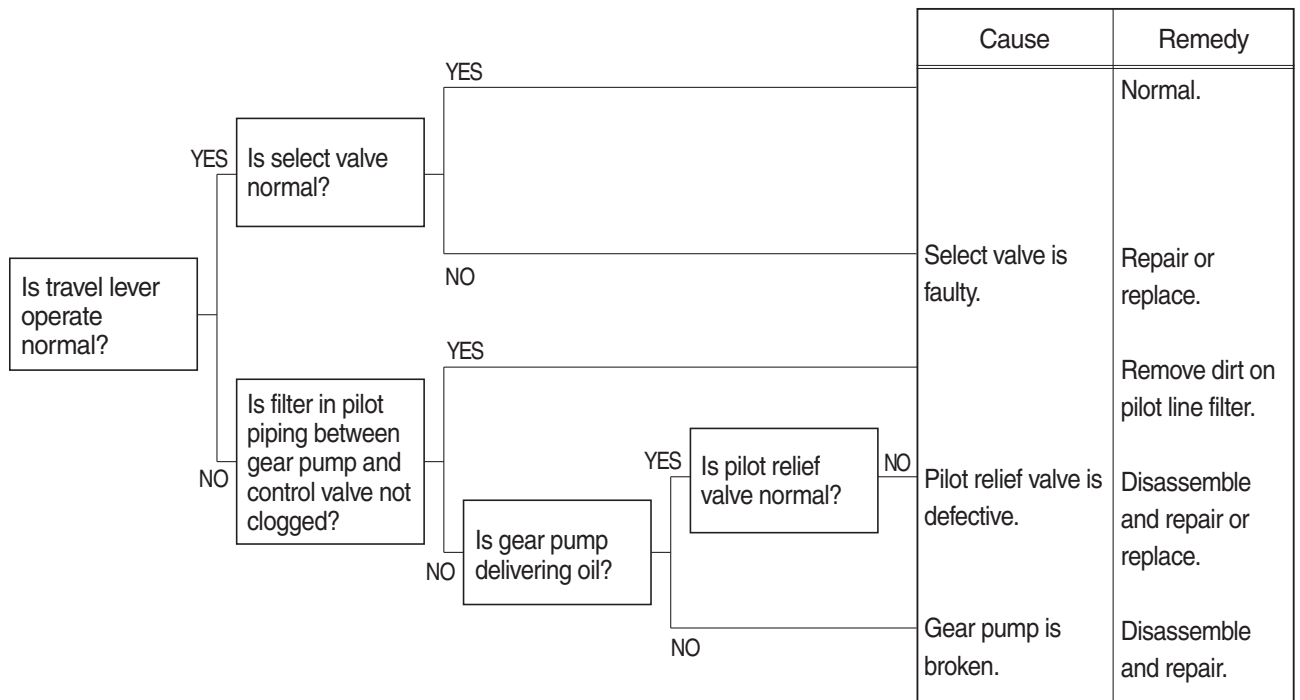 Cause
Remedy
YES
Normal.
YES
Is select valve
normal?
NO
Select valve is
faulty.
Repair or
replace.
Is travel lever
operate
normal?
YES
Remove dirt on
pilot line filter.
NO
Is filter in pilot
piping between
gear pump and
control valve not
clogged?
YES
Is pilot relief
valve normal?
NO
Pilot relief valve is
defective.
Disassemble
and repair or
replace.
NO
Is gear pump
delivering oil?
NO
Gear pump is
broken.
Disassemble
and repair.